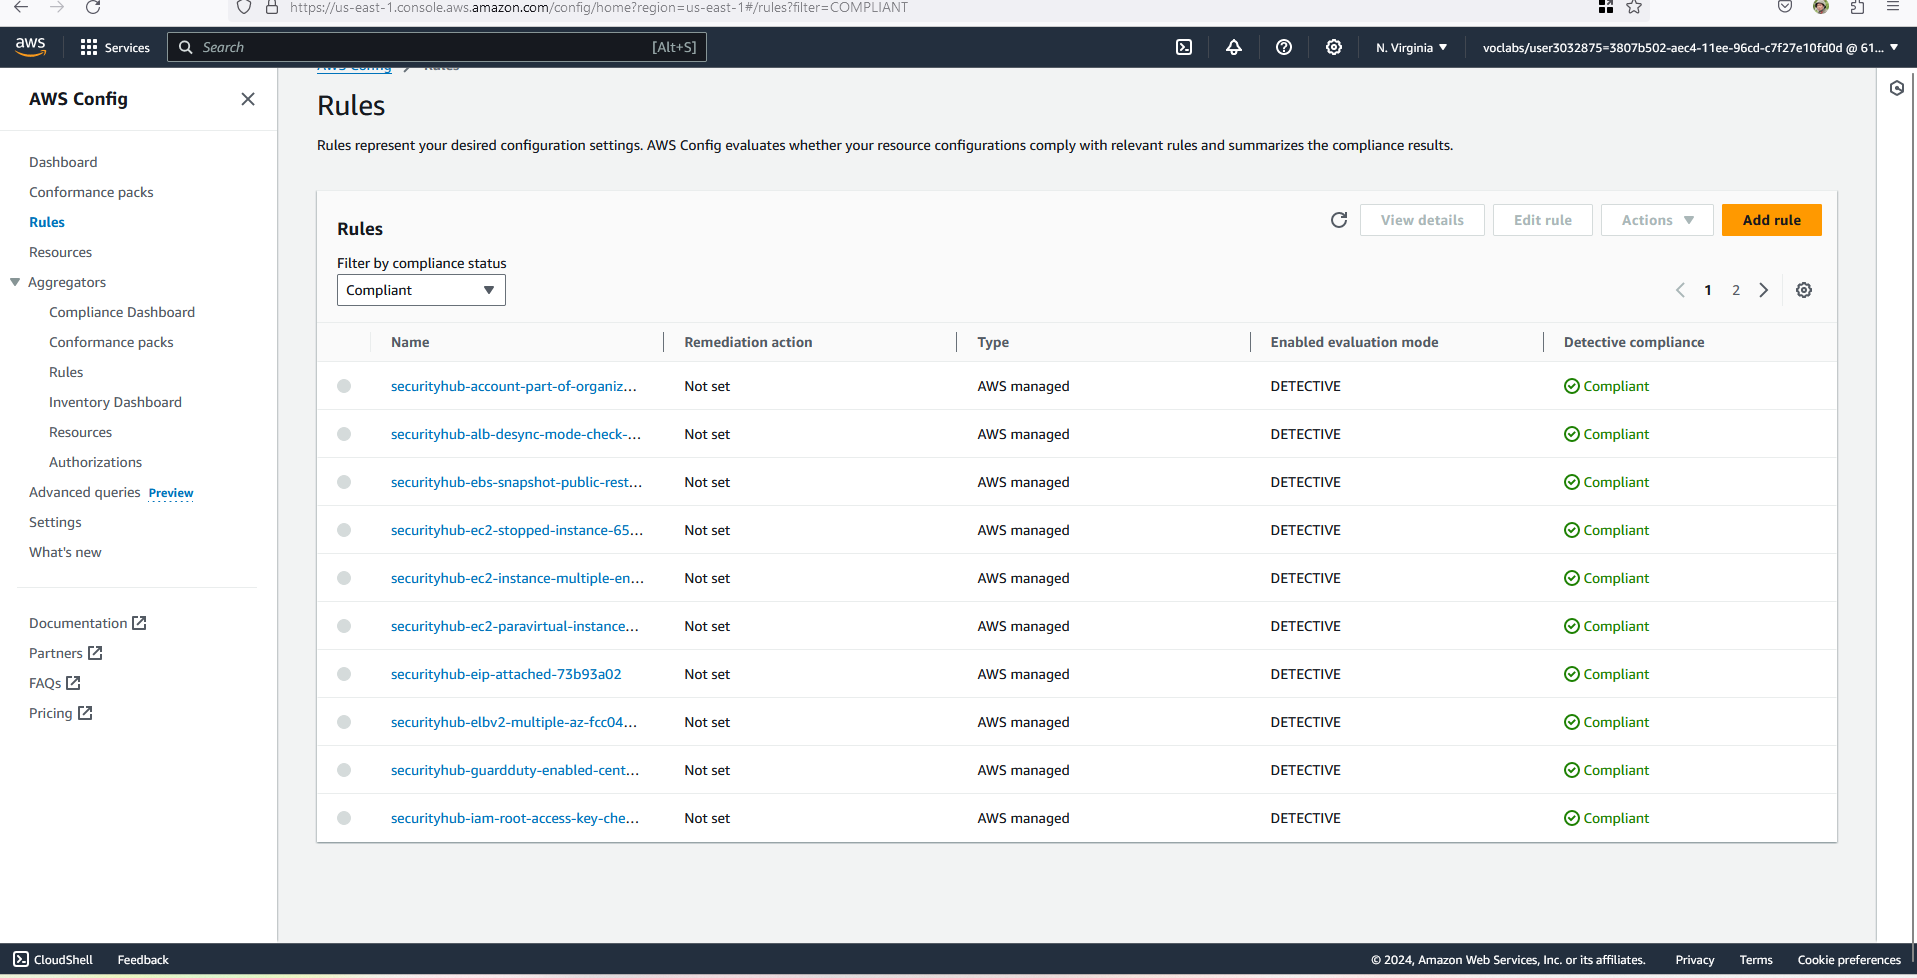 https://us-east-1.console.aws.amazon.com/config/home?region=us-east-1#/rules?filter=COMPLIANT
aws
Services
Search
[Alt+S]
N. Virginia
voclabs/user3032875=3807b502-aec4-11ee-96cd-c7f27e10fd0d @ 61...
AWS Config
Dashboard
Conformance packs
Rules
Resources
Aggregators
Compliance Dashboard
Conformance packs
Rules
Inventory Dashboard
Resources
Authorizations
Advanced queries Preview
Settings
What's new
Documentation
Partners
FAQs
Pricing
AWS Config > Rules
Rules
Rules represent your desired configuration settings. AWS Config evaluates whether your resource configurations comply with relevant rules and summarizes the compliance results.
Rules
View details
Edit rule
Actions
Add rule
Filter by compliance status
Compliant
1 2
Name Remediation action Type Enabled evaluation mode Detective compliance
securityhub-account-part-of-organiz... Not set AWS managed DETECTIVE Compliant
securityhub-alb-desync-mode-check-... Not set AWS managed DETECTIVE Compliant
securityhub-ebs-snapshot-public-rest... Not set AWS managed DETECTIVE Compliant
securityhub-ec2-stopped-instance-65... Not set AWS managed DETECTIVE Compliant
securityhub-ec2-instance-multiple-en... Not set AWS managed DETECTIVE Compliant
securityhub-ec2-paravirtual-instance... Not set AWS managed DETECTIVE Compliant
securityhub-eip-attached-73b93a02 Not set AWS managed DETECTIVE Compliant
securityhub-elbv2-multiple-az-fcc04... Not set AWS managed DETECTIVE Compliant
securityhub-guardduty-enabled-cent... Not set AWS managed DETECTIVE Compliant
securityhub-iam-root-access-key-che... Not set AWS managed DETECTIVE Compliant
CloudShell
Feedback
© 2024, Amazon Web Services, Inc. or its affiliates.
Privacy
Terms
Cookie preferences